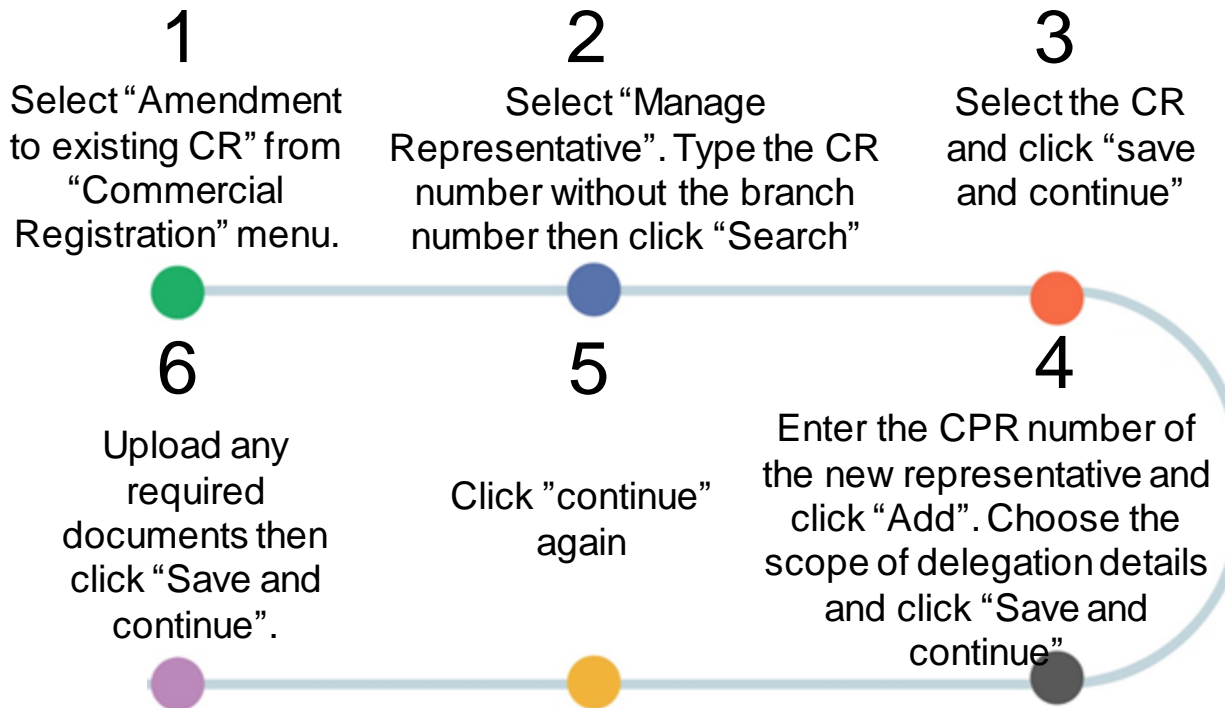 1
Select “Amendment
to existing CR” from
“Commercial
Registration” menu.
2
Select “Manage
Representative”. Type the CR
number without the branch
number then click “Search”
3
Select the CR
and click “save
and continue”
4
Enter the CPR number of
the new representative and
click “Add”. Choose the
scope of delegation details
and click “Save and
continue”
5
Click ”continue”
again
6
Upload any
required
documents then
click “Save and
continue”.